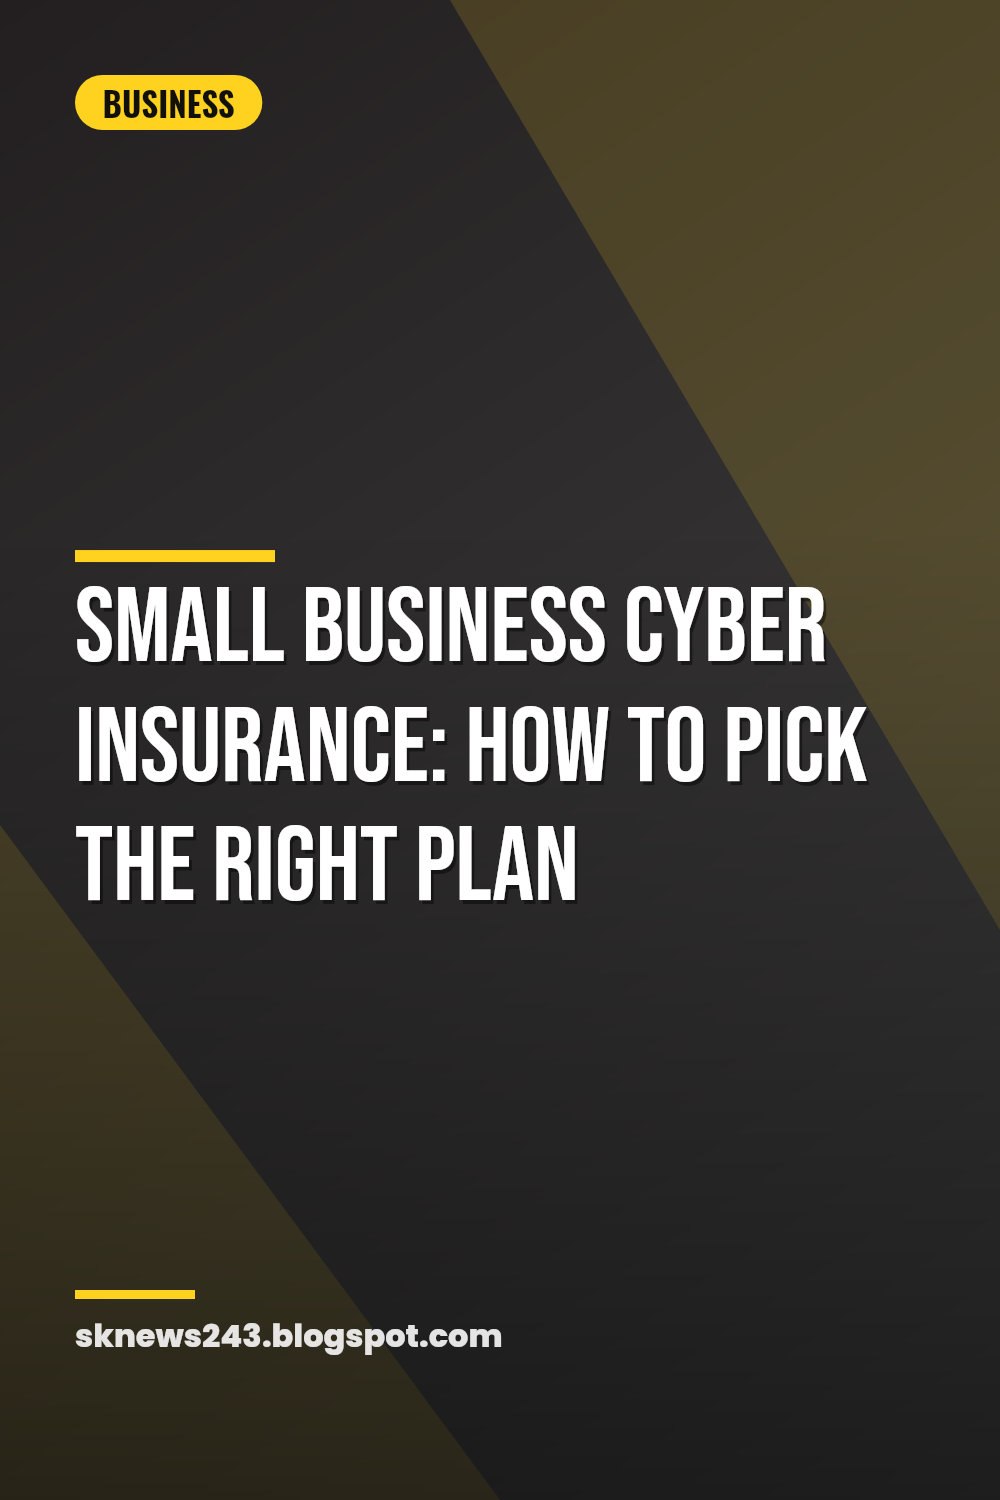 BUSINESS
SMALL BUSINESS CYBER
INSURANCE: HOW TO PICK
THE RIGHT PLAN
sknews243.blogspot.com